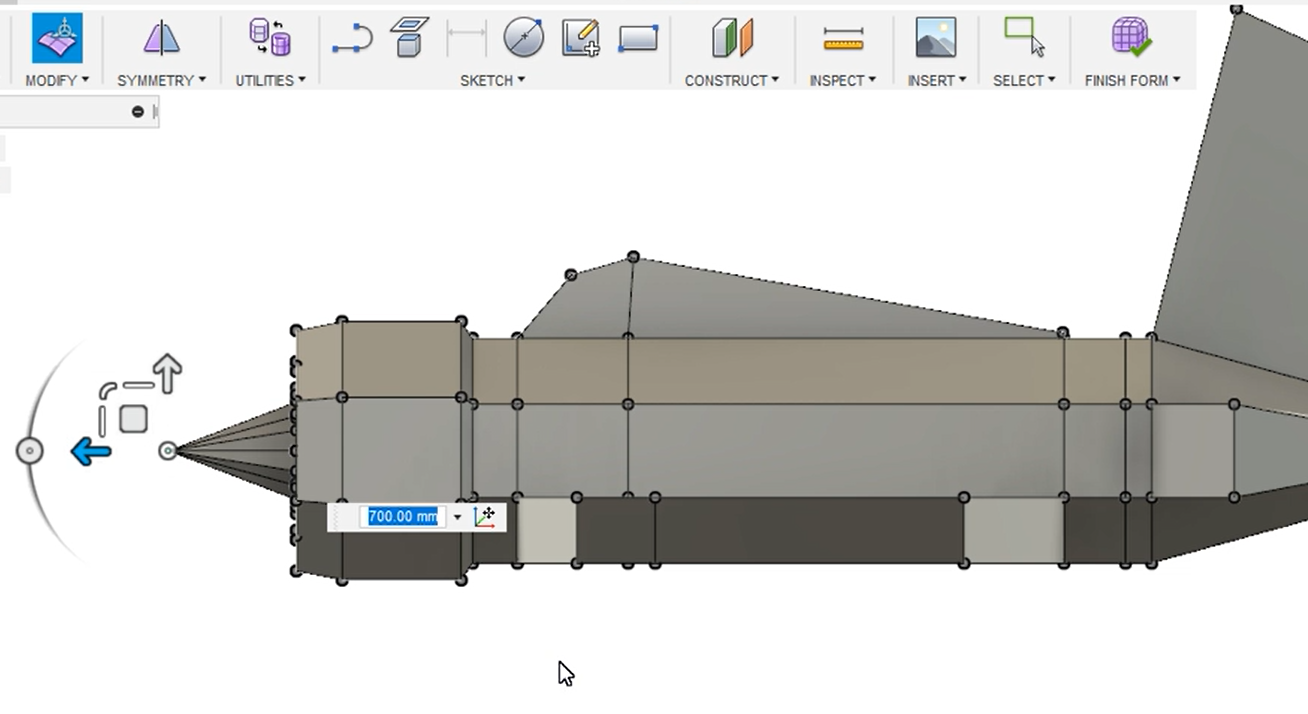 MODIFY SYMMETRY UTILITIES SKETCH CONSTRUCT INSPECT INSERT SELECT FINISH FORM
700.00 mm